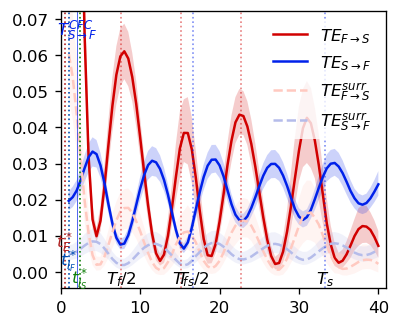 0.07
0.06
0.05
0.04
0.03
0.02
0.01
0.00
0 10 20 30 40
TE_{F→S}
TE_{S→F}
TE^{surr}_{F→S}
TE^{surr}_{S→F}
T_f/2
T_s/2
T_s